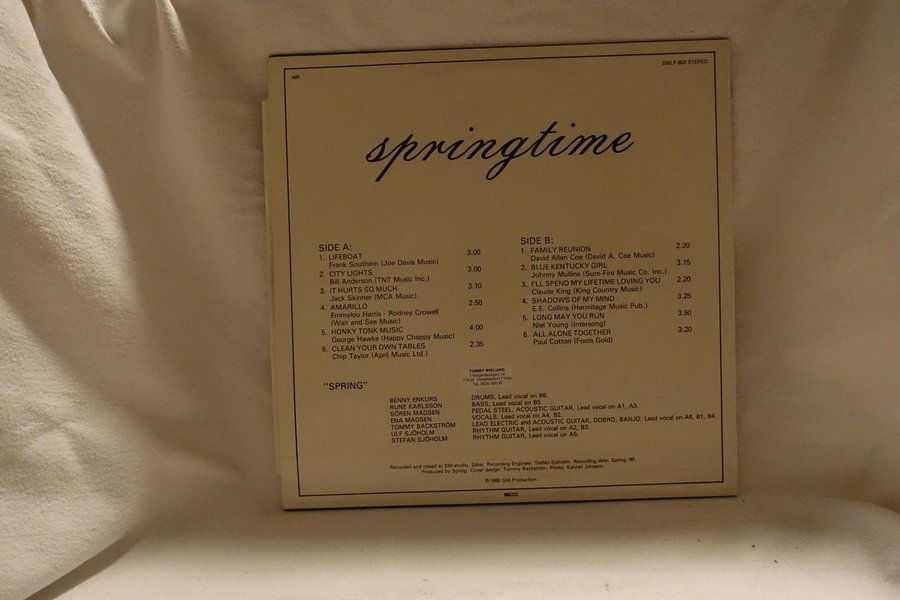 ncb
SMLP-803 STEREO
springtime
SIDE A:
1. LIFEBOAT 3.00
Frank Southern (Joe Davis Music)
2. CITY LIGHTS 3.00
Bill Anderson (TNT Music Inc.)
3. IT HURTS SO MUCH 3.10
Jack Skinner (MCA Music)
4. AMARILLO 2.50
Emmylou Harris - Rodney Crowell
(Wait and See Music)
5. HONKY TONK MUSIC 4.00
George Hawke (Happy Chappy Music)
6. CLEAN YOUR OWN TABLES 2.35
Chip Taylor (April Music Ltd.)
SIDE B:
1. FAMILY REUNION 2.20
David Allan Coe (David A. Coe Music)
2. BLUE KENTUCKY GIRL 3.15
Johnny Mullins (Sure-Fire Music Co. Inc.)
3. I'LL SPEND MY LIFETIME LOVING YOU 2.20
Claude King (King Country Music)
4. SHADOWS OF MY MIND 3.25
E.E. Collins (Hermitage Music Pub.)
5. LONG MAY YOU RUN 3.50
Niel Young (Intersong)
6. ALL ALONE TOGETHER 3.20
Paul Cotton (Fools Gold)
TOMMY WIKLUND
"SPRING"
BENNY ENKURS DRUMS, Lead vocal on B6.
RUNE KARLSSON BASS, Lead vocal on B5.
SÖREN MADSEN PEDAL STEEL, ACOUSTIC GUITAR, Lead vocal on A1, A3.
ENA MADSEN VOCALS, Lead vocal on A4, B2.
TOMMY BACKSTRÖM LEAD ELECTRIC and ACOUSTIC GUITAR, DOBRO, BANJO, Lead vocal on A6, B1, B4.
ULF SJÖHOLM RHYTHM GUITAR, Lead vocal on A2, B3.
STEFAN SJÖHOLM RHYTHM GUITAR, Lead vocal on A5.
Recorded and mixed at SM-studio, Säter. Recording Engineer: Stefan Sjöholm. Recording date: Spring -80.
Produced by Spring. Cover design: Tommy Backström. Photo: Kennet Jonsson.
℗ 1980 SM-Production